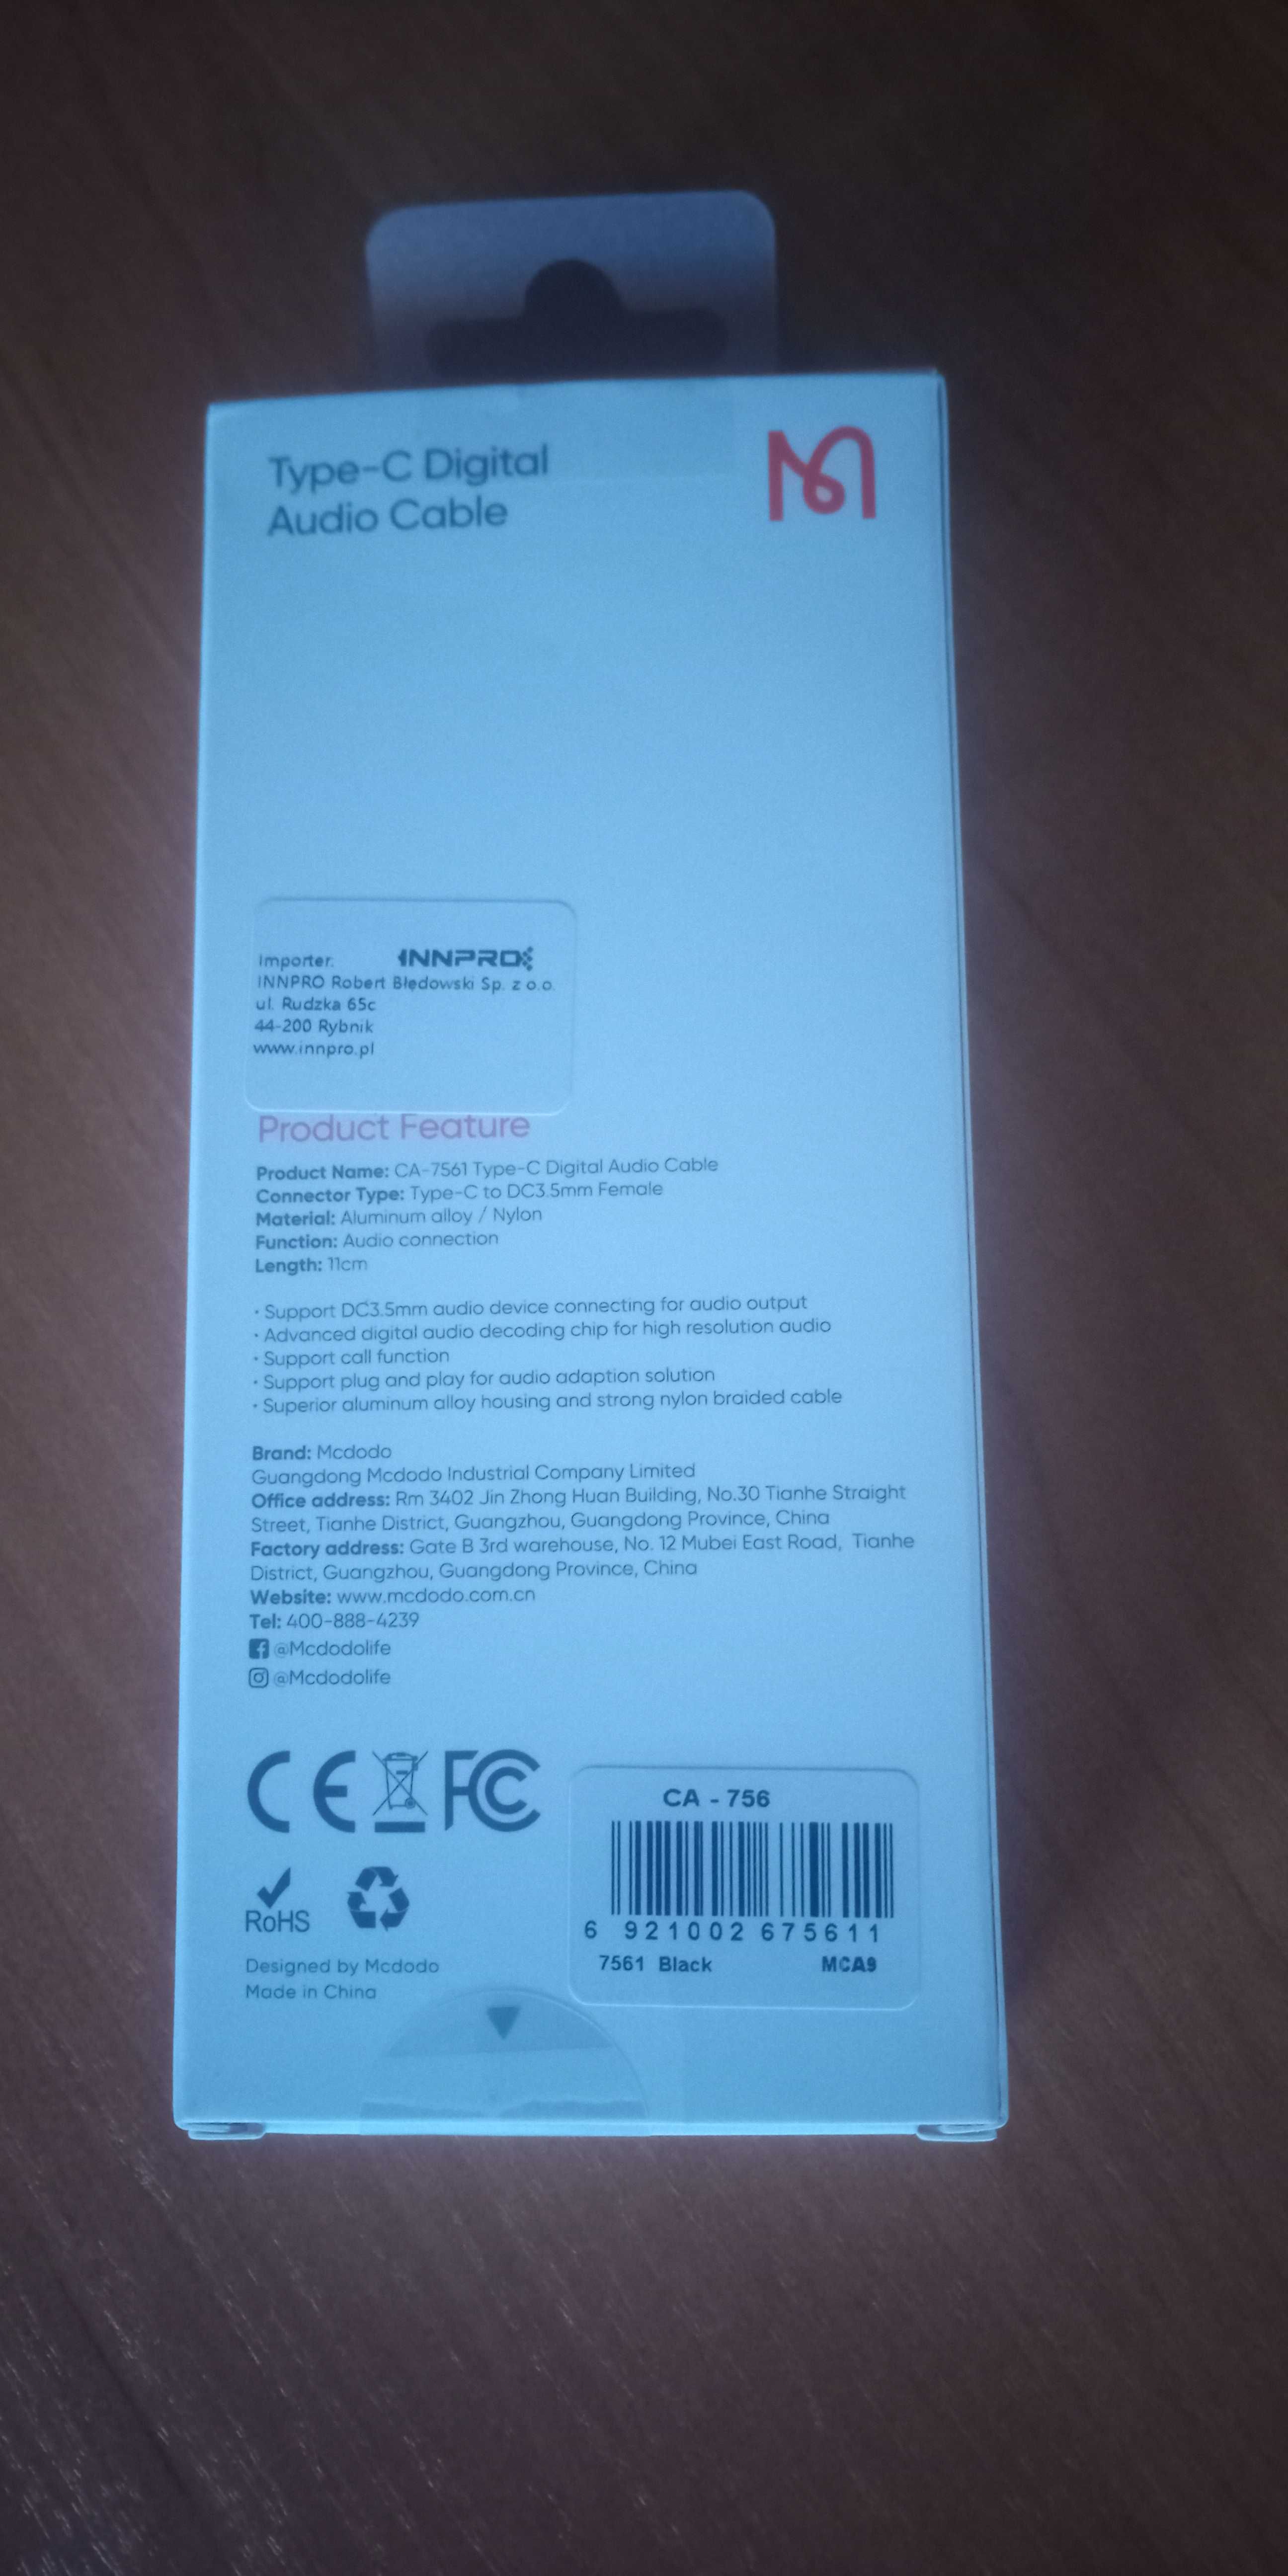 Type-C Digital
Audio Cable
Importer: INNPRO
INNPRO Robert Błędowski Sp. z o.o.
ul. Rudzka 65c
44-200 Rybnik
www.innpro.pl
Product Feature
Product Name: CA-7561 Type-C Digital Audio Cable
Connector Type: Type-C to DC3.5mm Female
Material: Aluminum alloy / Nylon
Function: Audio connection
Length: 11cm
· Support DC3.5mm audio device connecting for audio output
· Advanced digital audio decoding chip for high resolution audio
· Support call function
· Support plug and play for audio adaption solution
· Superior aluminum alloy housing and strong nylon braided cable
Brand: Mcdodo
Guangdong Mcdodo Industrial Company Limited
Office address: Rm 3402 Jin Zhong Huan Building, No.30 Tianhe Straight
Street, Tianhe District, Guangzhou, Guangdong Province, China
Factory address: Gate B 3rd warehouse, No. 12 Mubei East Road, Tianhe
District, Guangzhou, Guangdong Province, China
Website: www.mcdodo.com.cn
Tel: 400-888-4239
@Mcdodolife
@Mcdodolife
CE FC
RoHS
Designed by Mcdodo
Made in China
CA - 756
6 921002 675611
7561 Black MCA9